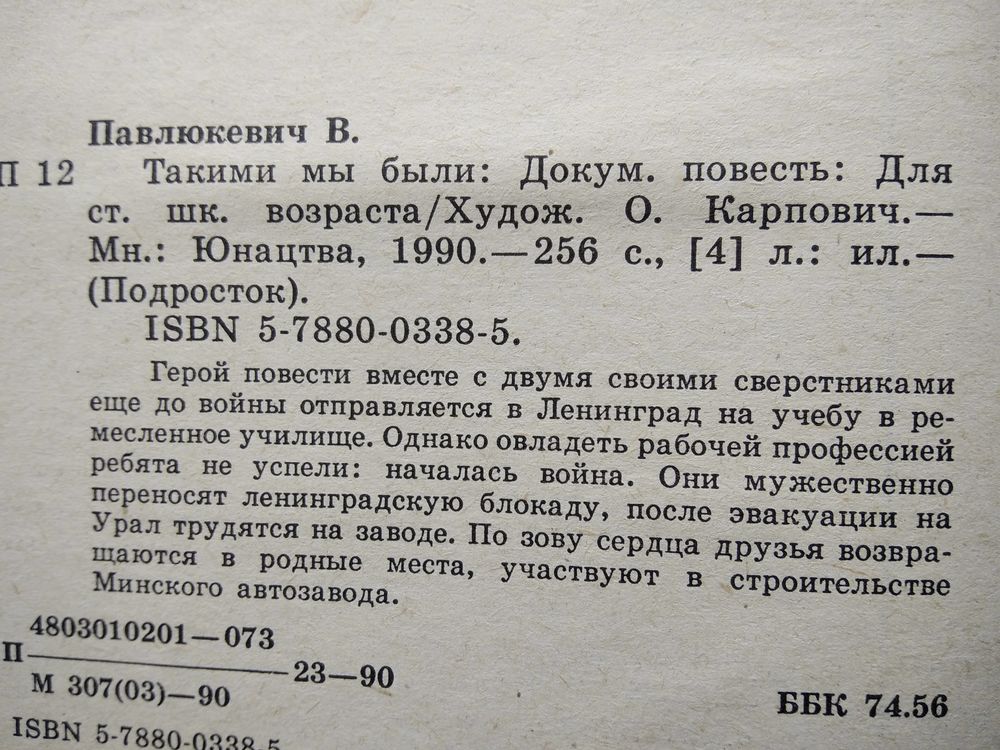 Павлюкевич В.
П 12 Такими мы были: Докум. повесть: Для
ст. шк. возраста/Худож. О. Карпович.—
Мн.: Юнацтва, 1990.—256 с., [4] л.: ил.—
(Подросток).
ISBN 5-7880-0338-5.
Герой повести вместе с двумя своими сверстниками
еще до войны отправляется в Ленинград на учебу в ре-
месленное училище. Однако овладеть рабочей профессией
ребята не успели: началась война. Они мужественно
переносят ленинградскую блокаду, после эвакуации на
Урал трудятся на заводе. По зову сердца друзья возвра-
щаются в родные места, участвуют в строительстве
Минского автозавода.
4803010201—073
П————23—90
М 307(03)—90
ББК 74.56
ISBN 5-7880-0338-5